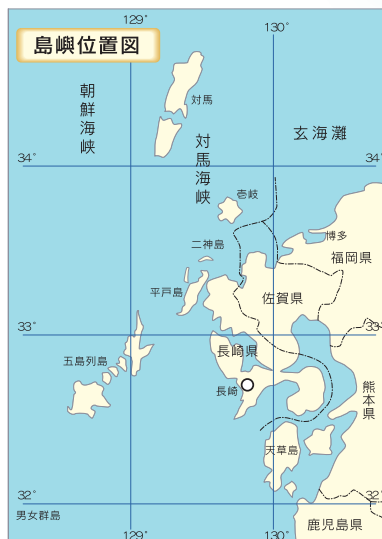 129°
130°
島嶼位置図
朝鮮海峡
対馬
対馬海峡
玄海灘
34°
34°
壱岐
博多
二神島
福岡県
平戸島
佐賀県
33°
33°
長崎県
五島列島
長崎
熊本県
天草島
32°
32°
男女群島
鹿児島県
129°
130°